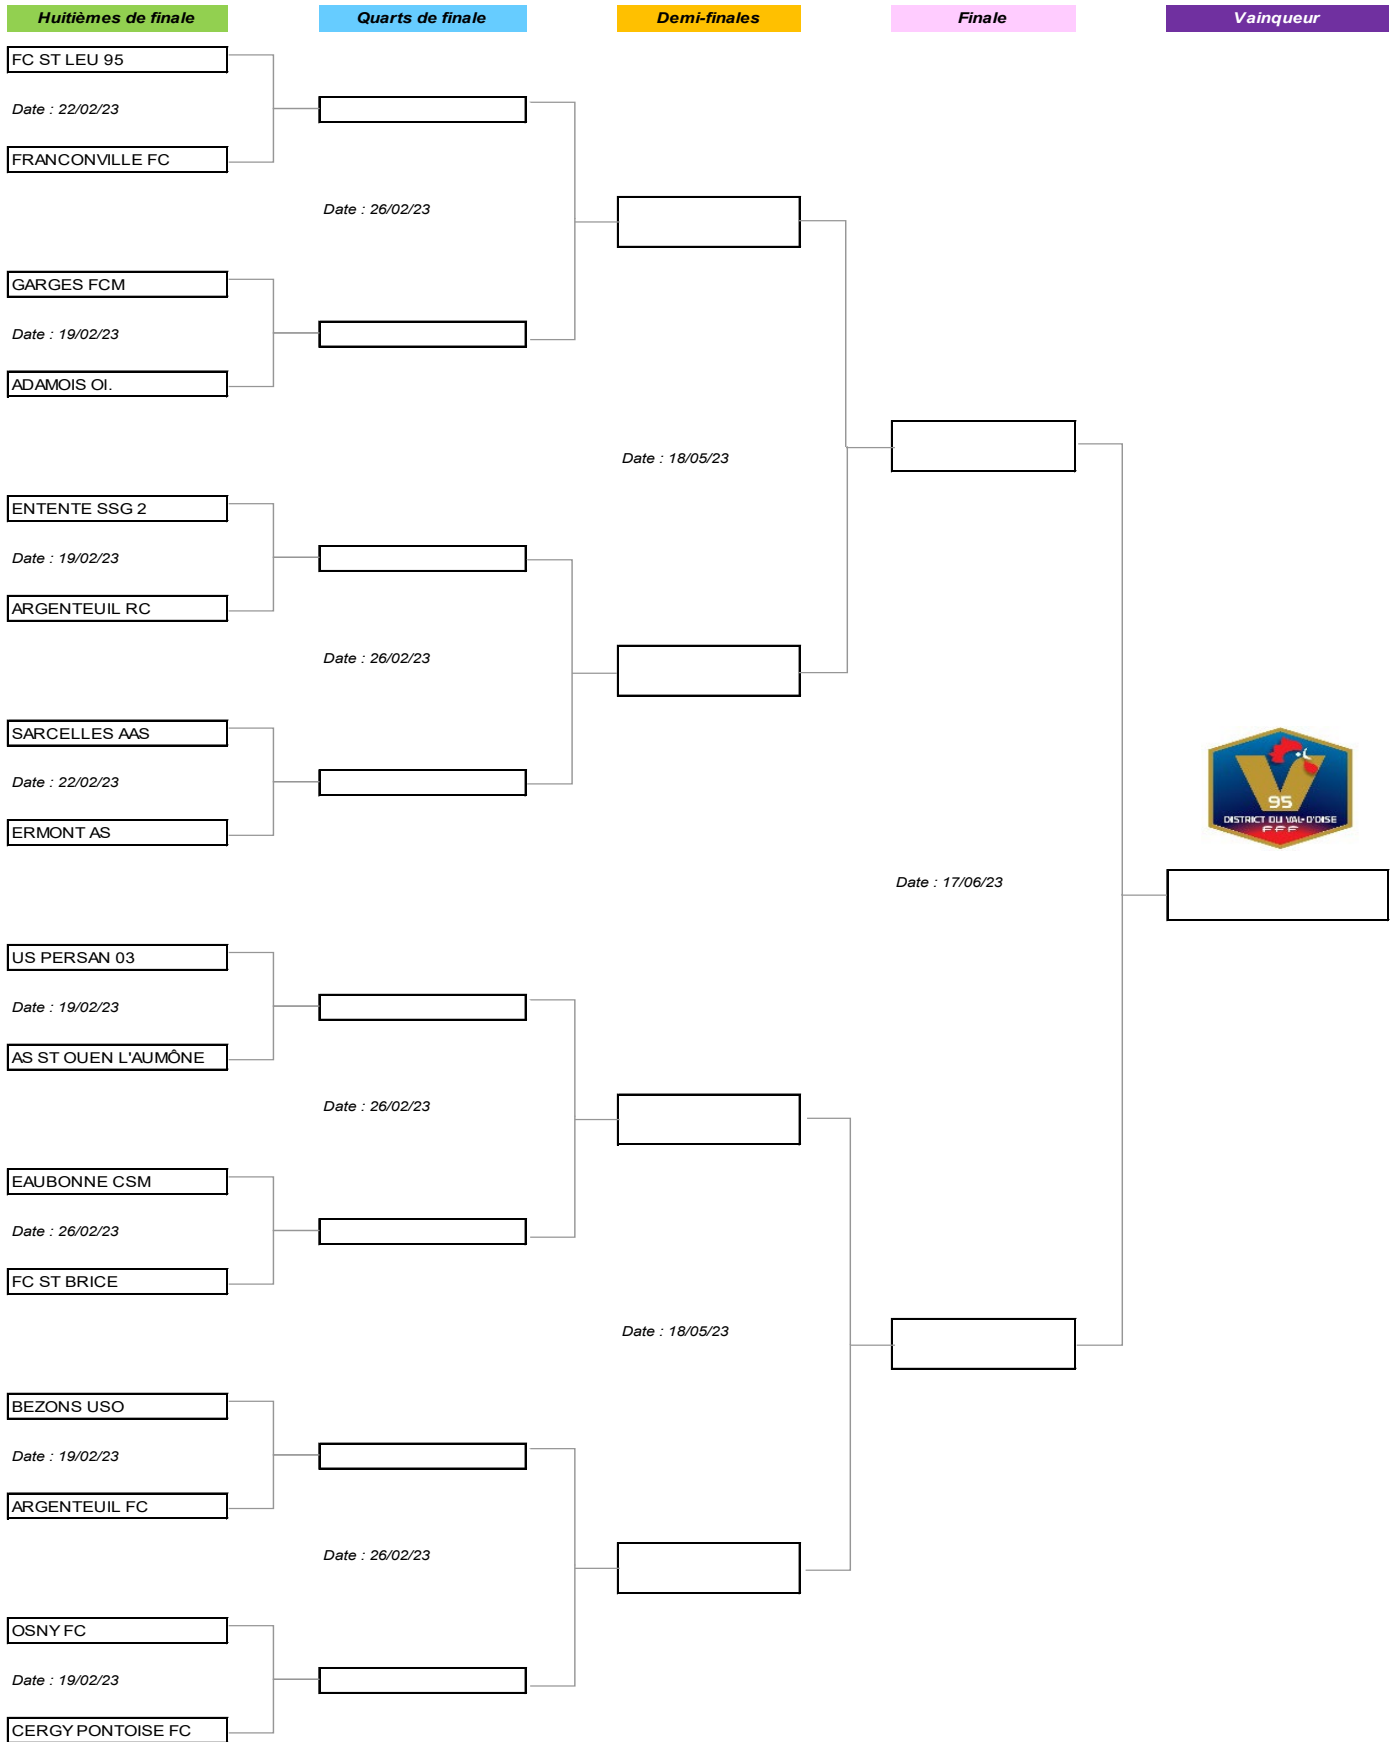 Huitièmes de finale
Quarts de finale
Demi-finales
Finale
Vainqueur
FC ST LEU 95
Date : 22/02/23
FRANCONVILLE FC
Date : 26/02/23
GARGES FCM
Date : 19/02/23
ADAMOIS OI.
Date : 18/05/23
ENTENTE SSG 2
Date : 19/02/23
ARGENTEUIL RC
Date : 26/02/23
SARCELLES AAS
Date : 22/02/23
ERMONT AS
95
DISTRICT DU VAL-D'OISE
FFF
Date : 17/06/23
US PERSAN 03
Date : 19/02/23
AS ST OUEN L'AUMÔNE
Date : 26/02/23
EAUBONNE CSM
Date : 26/02/23
FC ST BRICE
Date : 18/05/23
BEZONS USO
Date : 19/02/23
ARGENTEUIL FC
Date : 26/02/23
OSNY FC
Date : 19/02/23
CERGY PONTOISE FC